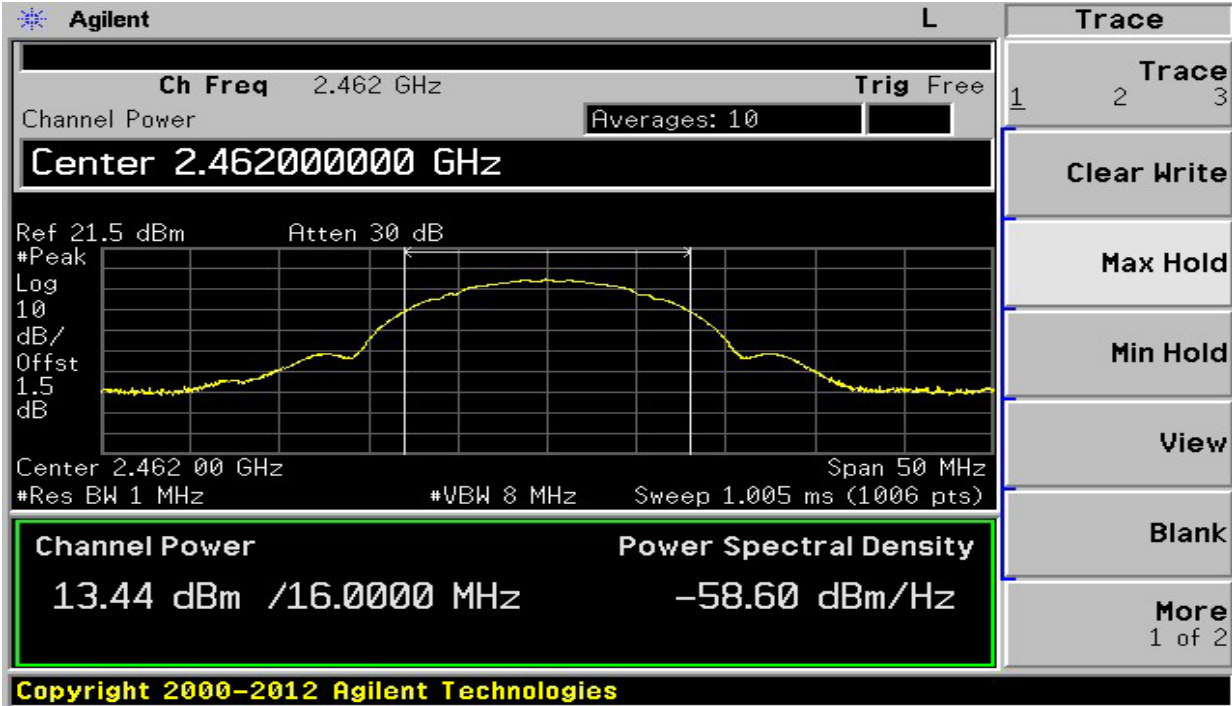 Agilent L Trace
Ch Freq 2.462 GHz Trig Free
Channel Power Averages: 10
Center 2.462000000 GHz
Ref 21.5 dBm Atten 30 dB
#Peak
Log
10
dB/
Offst
1.5
dB
Center 2.462 00 GHz Span 50 MHz
#Res BW 1 MHz #VBW 8 MHz Sweep 1.005 ms (1006 pts)
Channel Power Power Spectral Density
13.44 dBm /16.0000 MHz -58.60 dBm/Hz
Trace
1 2 3
Clear Write
Max Hold
Min Hold
View
Blank
More
1 of 2
Copyright 2000-2012 Agilent Technologies